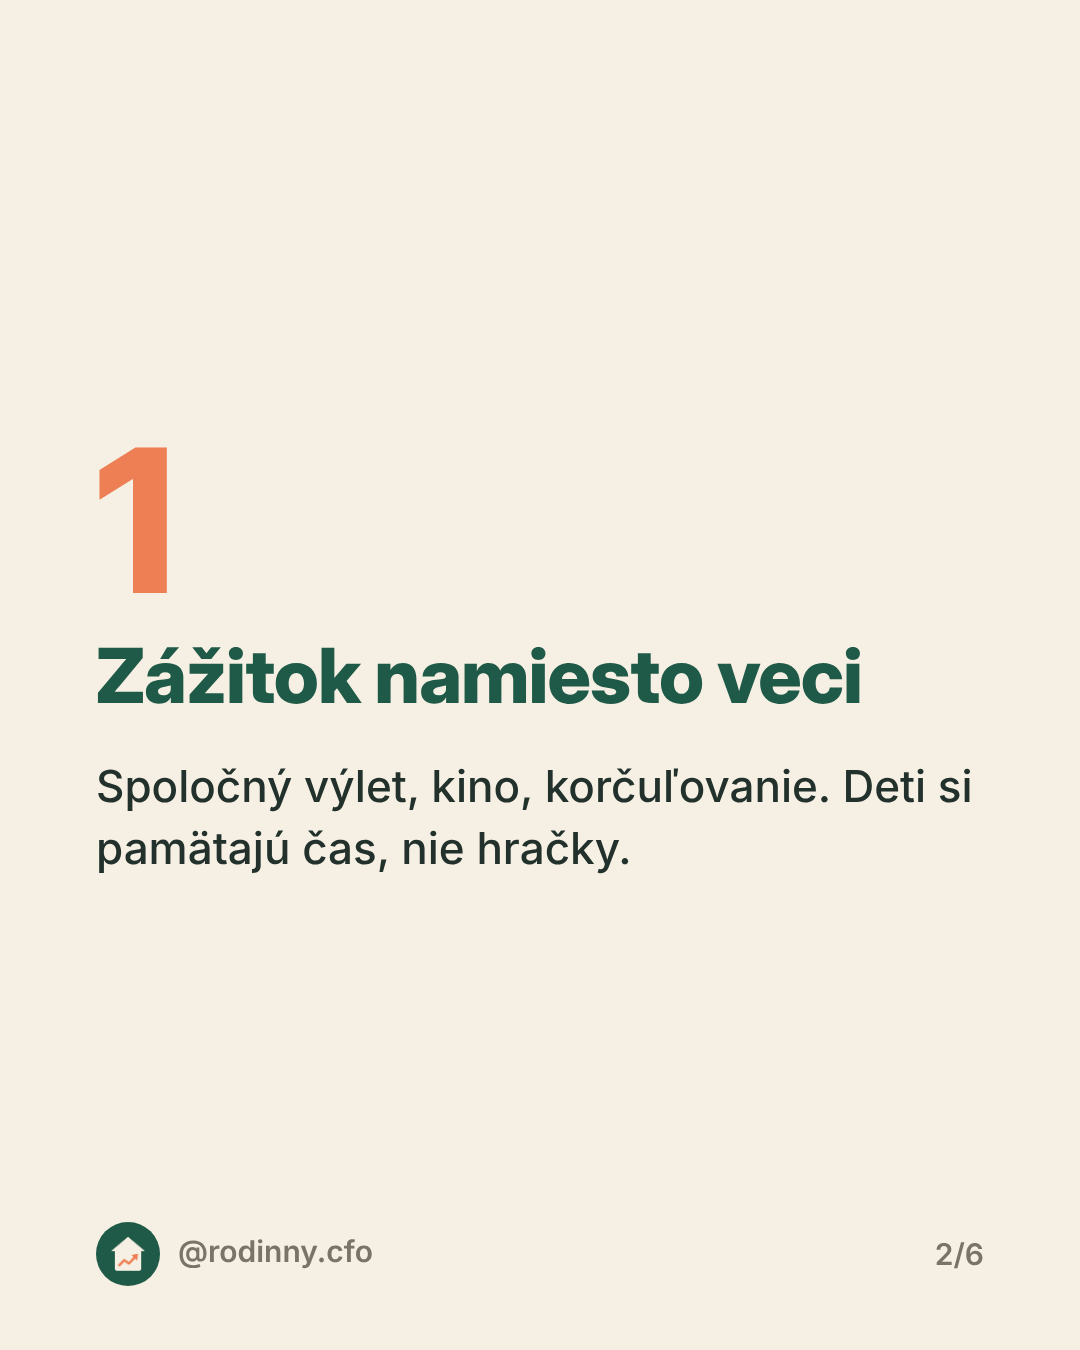 1
Zážitok namiesto veci
Spoločný výlet, kino, korčuľovanie. Deti si
pamätajú čas, nie hračky.
@rodinny.cfo
2/6